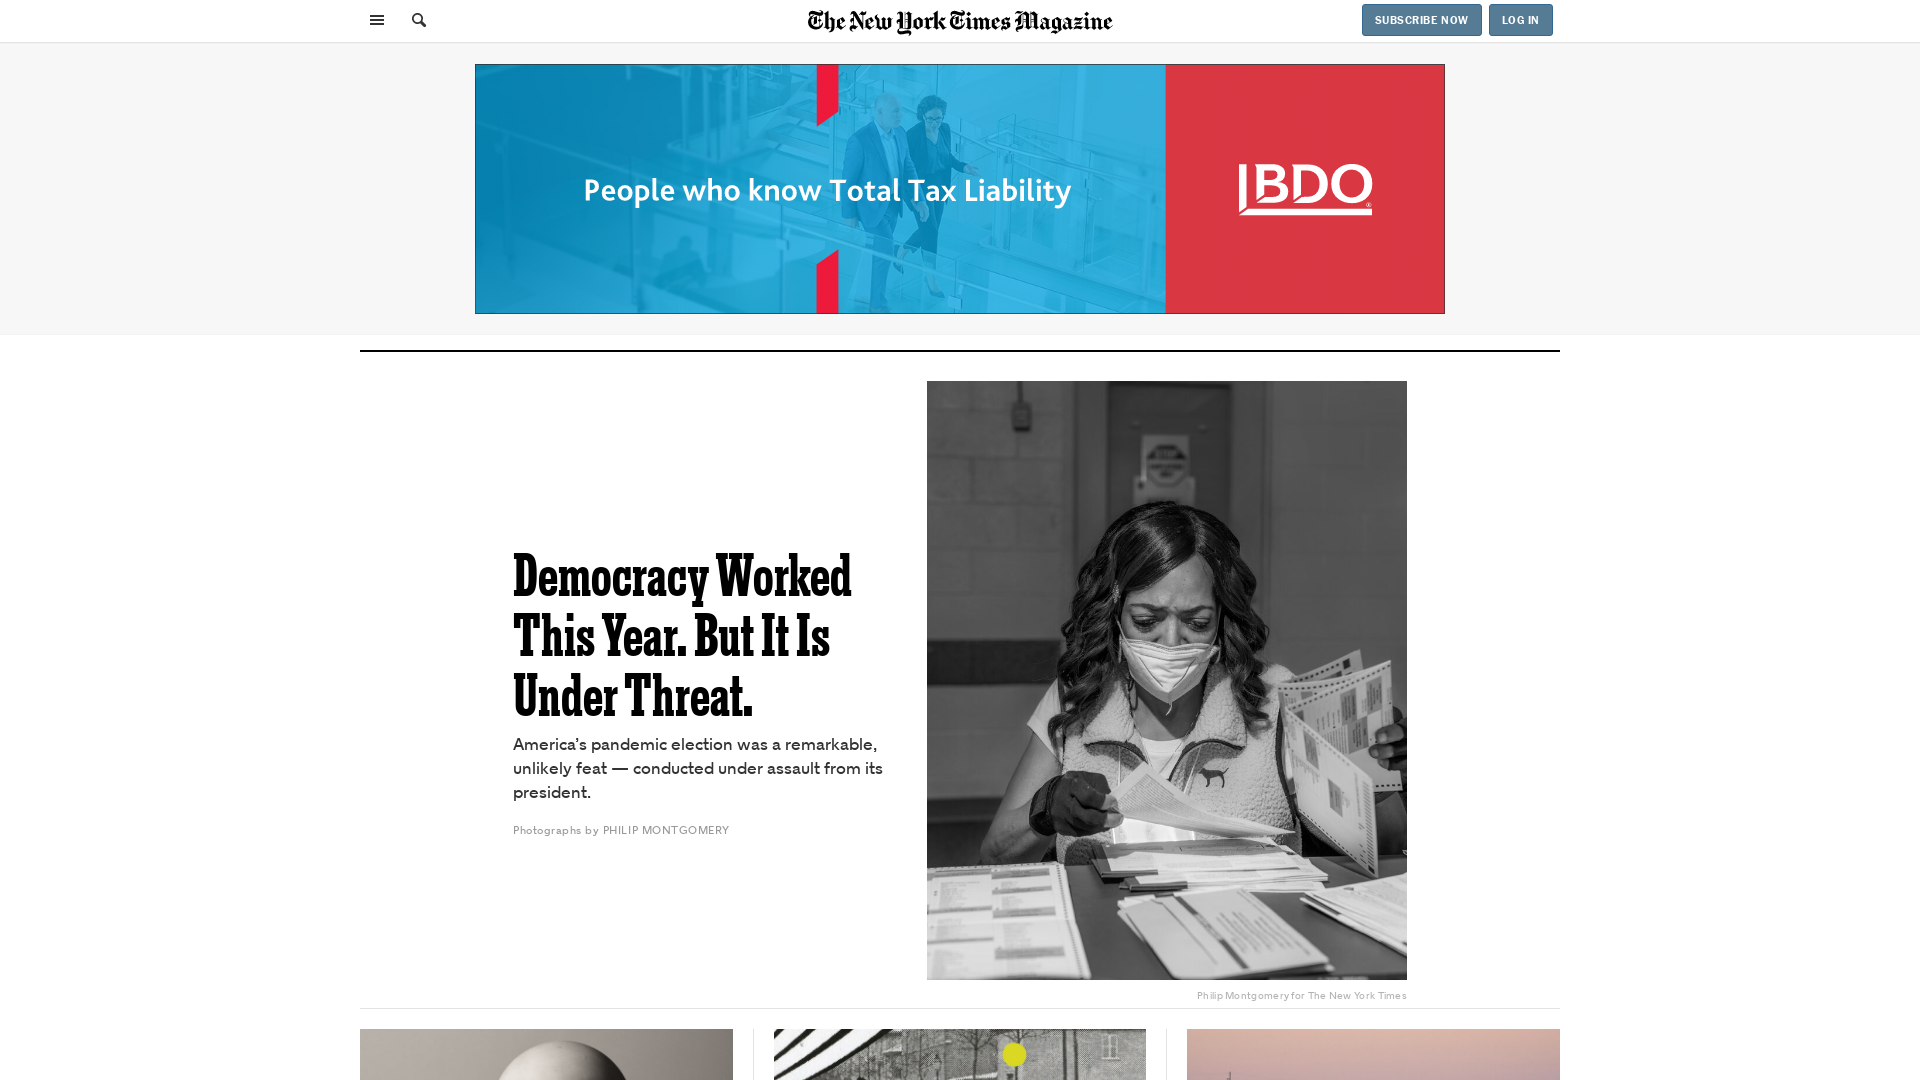 The New York Times Magazine
SUBSCRIBE NOW
LOG IN
People who know Total Tax Liability
BDO
Democracy Worked
This Year. But It Is
Under Threat.
America’s pandemic election was a remarkable,
unlikely feat — conducted under assault from its
president.
Photographs by PHILIP MONTGOMERY
Philip Montgomery for The New York Times